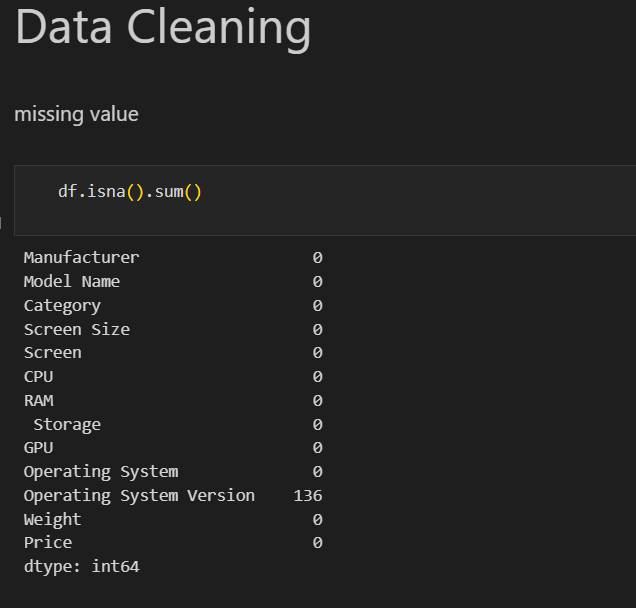 Data Cleaning
missing value
df.isna().sum()
Manufacturer 0
Model Name 0
Category 0
Screen Size 0
Screen 0
CPU 0
RAM 0
 Storage 0
GPU 0
Operating System 0
Operating System Version 136
Weight 0
Price 0
dtype: int64